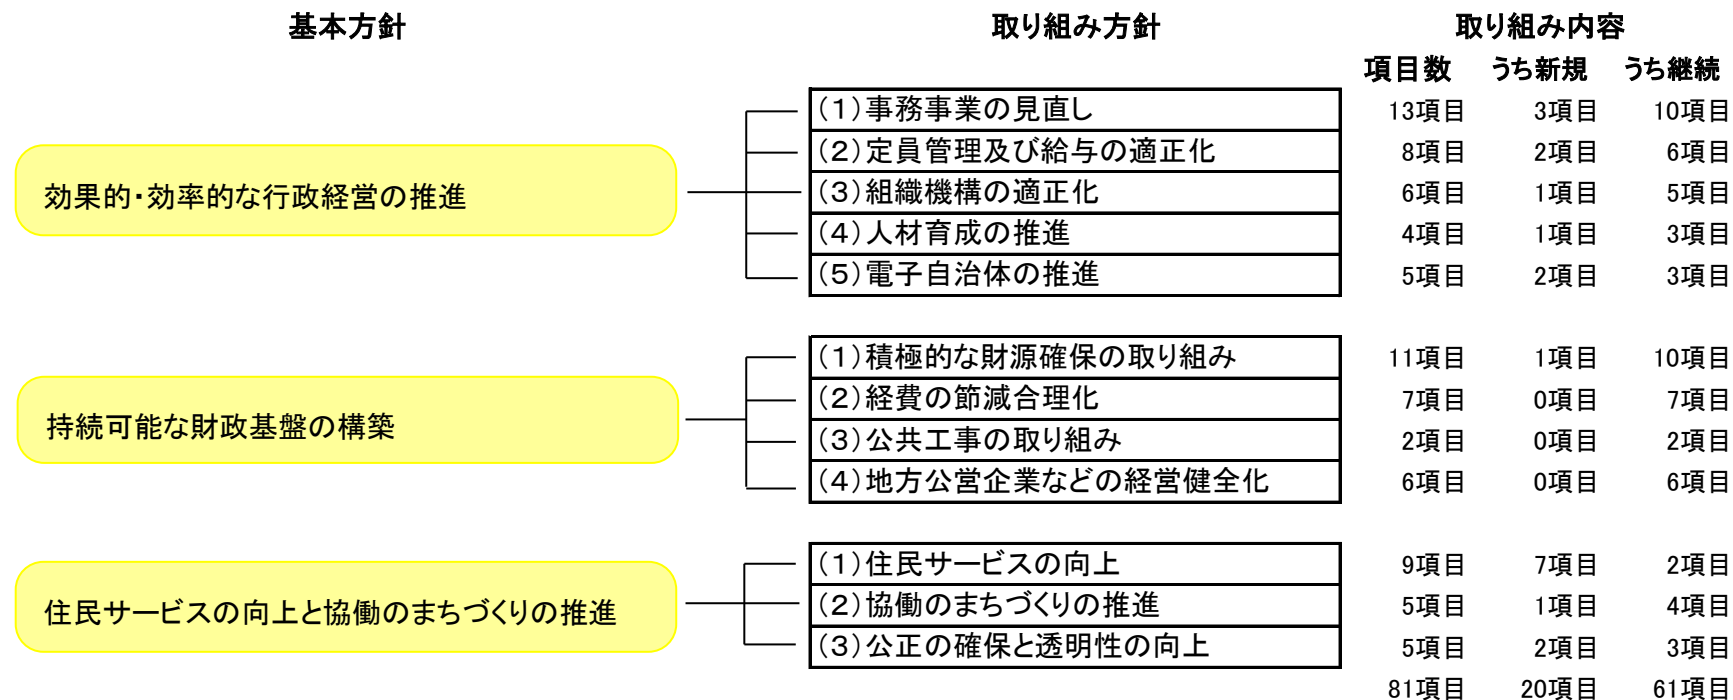 基本方針 取り組み方針 取り組み内容
項目数 うち新規 うち継続
(1)事務事業の見直し 13項目 3項目 10項目
(2)定員管理及び給与の適正化 8項目 2項目 6項目
効果的・効率的な行政経営の推進 (3)組織機構の適正化 6項目 1項目 5項目
(4)人材育成の推進 4項目 1項目 3項目
(5)電子自治体の推進 5項目 2項目 3項目
(1)積極的な財源確保の取り組み 11項目 1項目 10項目
(2)経費の節減合理化 7項目 0項目 7項目
持続可能な財政基盤の構築
(3)公共工事の取り組み 2項目 0項目 2項目
(4)地方公営企業などの経営健全化 6項目 0項目 6項目
(1)住民サービスの向上 9項目 7項目 2項目
住民サービスの向上と協働のまちづくりの推進 (2)協働のまちづくりの推進 5項目 1項目 4項目
(3)公正の確保と透明性の向上 5項目 2項目 3項目
81項目 20項目 61項目